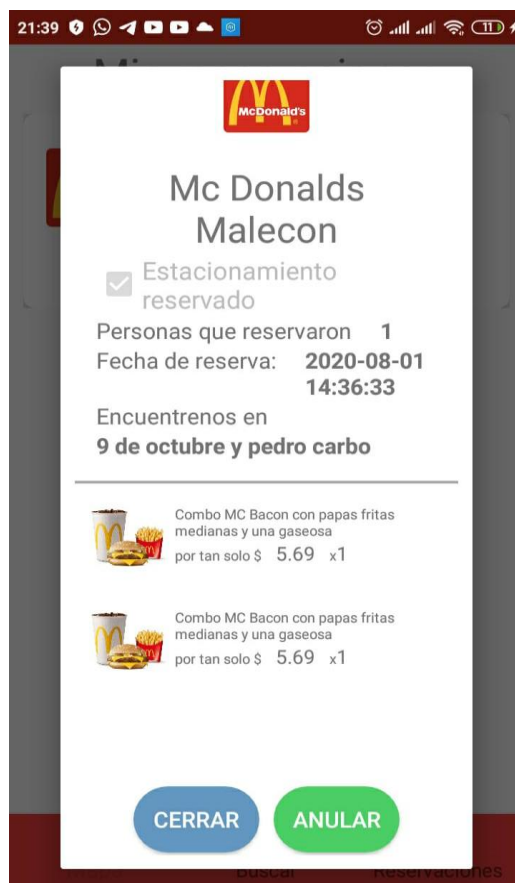 21:39
11
McDonald's
Mc Donalds
Malecon
Estacionamiento
reservado
Personas que reservaron 1
Fecha de reserva: 2020-08-01
14:36:33
Encuentrenos en
9 de octubre y pedro carbo
Combo MC Bacon con papas fritas
medianas y una gaseosa
por tan solo $ 5.69 x1
Combo MC Bacon con papas fritas
medianas y una gaseosa
por tan solo $ 5.69 x1
CERRAR ANULAR
Buscar Reservaciones